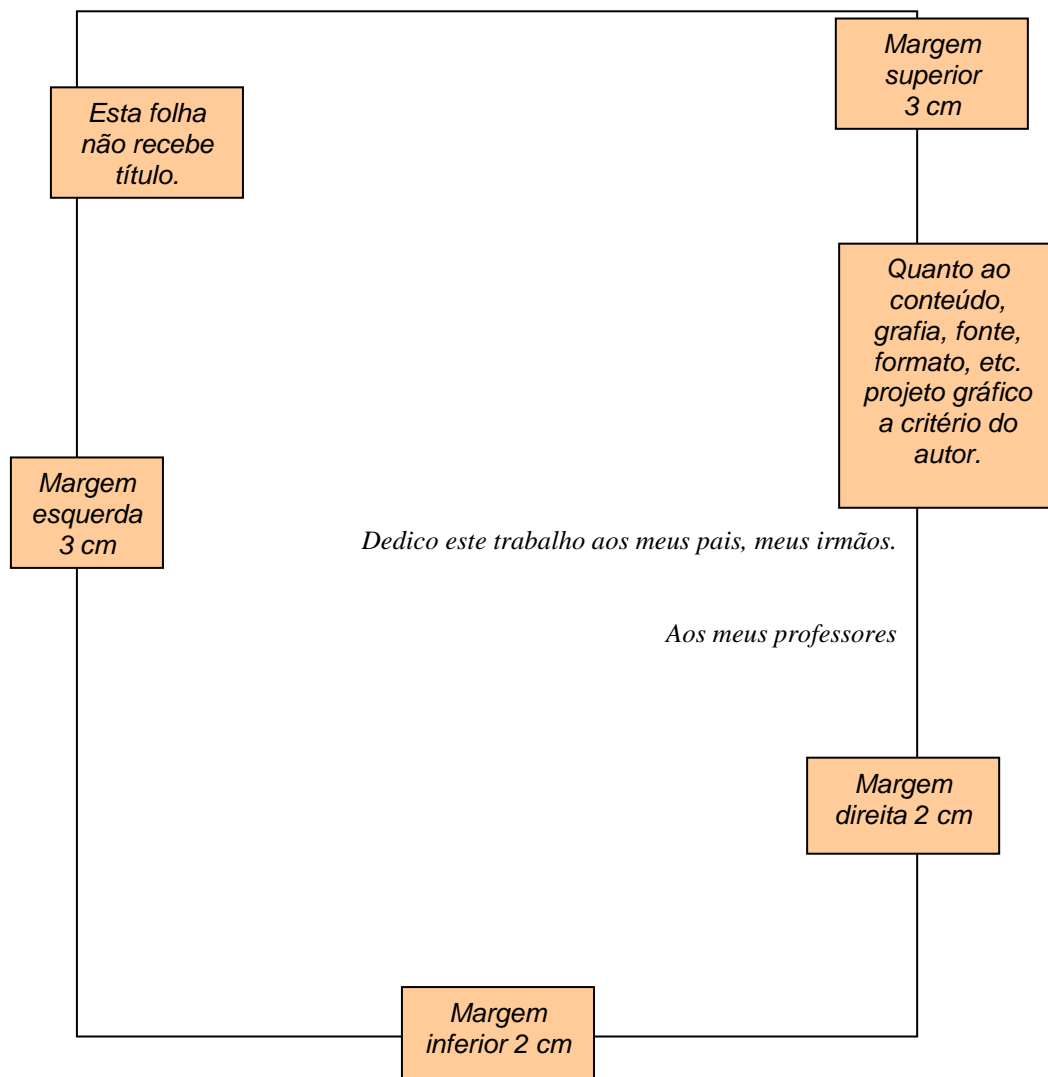 Margem
superior
3 cm
Esta folha
não recebe
título.
Quanto ao
conteúdo,
grafia, fonte,
formato, etc.
projeto gráfico
a critério do
autor.
Margem
esquerda
3 cm
Dedico este trabalho aos meus pais, meus irmãos.
Aos meus professores
Margem
direita 2 cm
Margem
inferior 2 cm